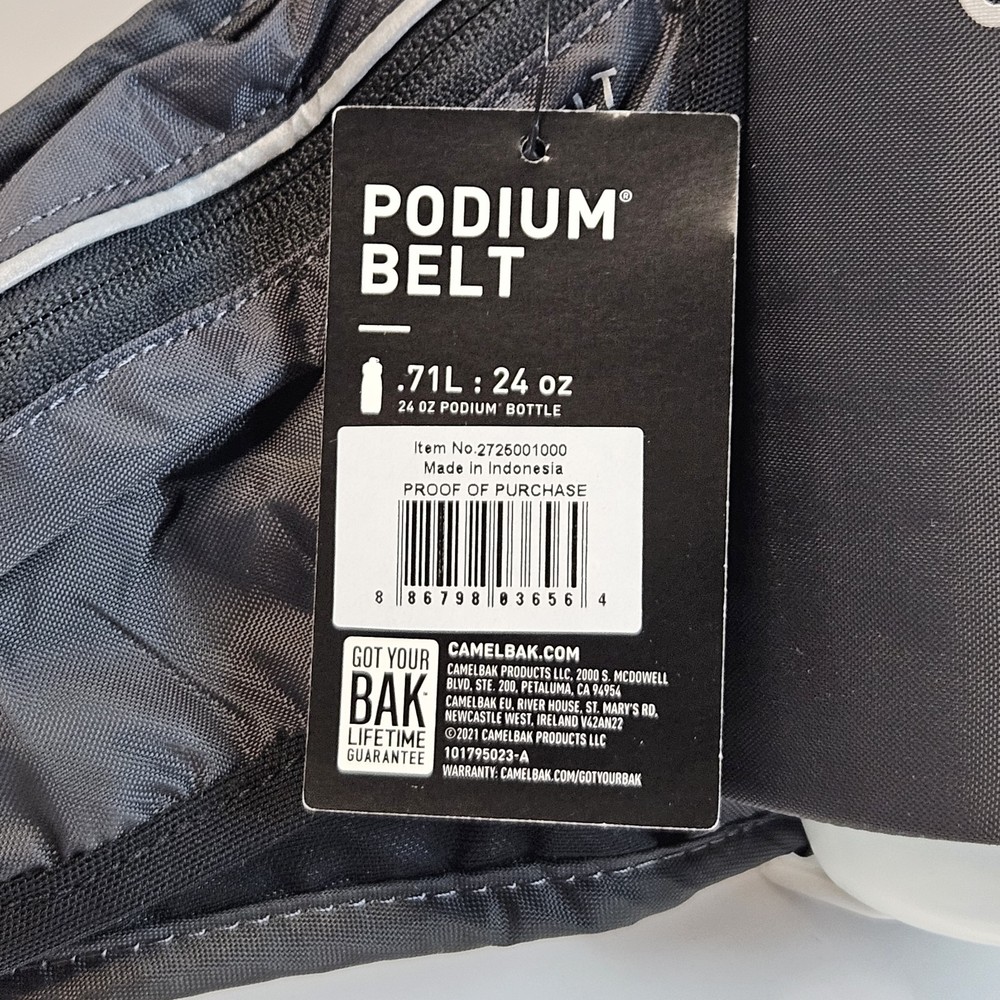 LT
PODIUM®
BELT
.71L : 24 oz
24 OZ PODIUM® BOTTLE
Item No.2725001000
Made in Indonesia
PROOF OF PURCHASE
8 86798 03656 4
GOT YOUR
BAK™
LIFETIME
GUARANTEE
CAMELBAK.COM
CAMELBAK PRODUCTS LLC, 2000 S. MCDOWELL
BLVD, STE. 200, PETALUMA, CA 94954
CAMELBAK EU, RIVER HOUSE, ST. MARY'S RD,
NEWCASTLE WEST, IRELAND V42AN22
©2021 CAMELBAK PRODUCTS LLC
101795023-A
WARRANTY: CAMELBAK.COM/GOTYOURBAK